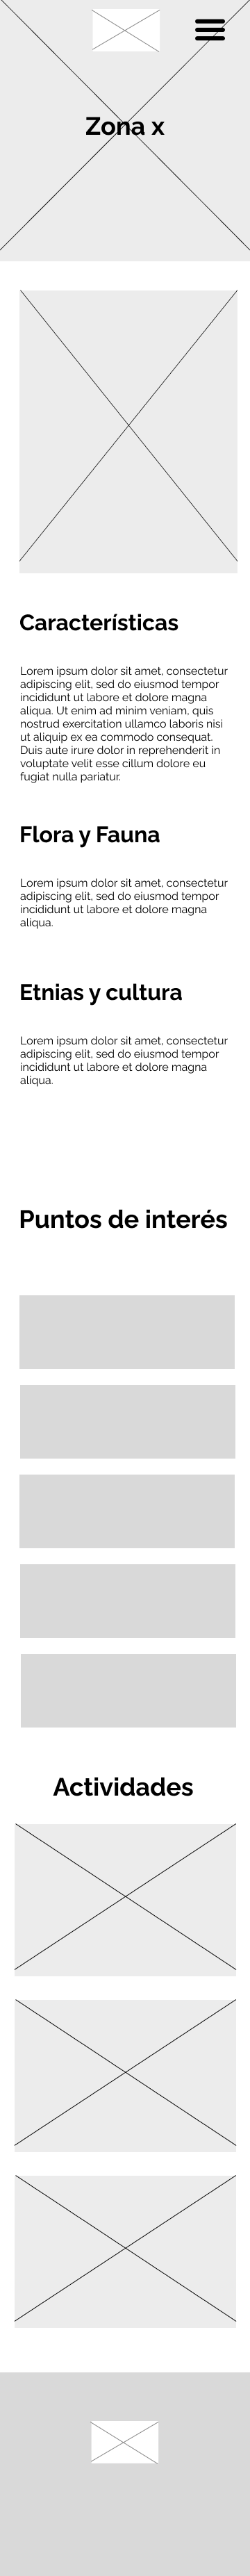 Zona x
Características
Lorem ipsum dolor sit amet, consectetur
adipiscing elit, sed do eiusmod tempor
incididunt ut labore et dolore magna
aliqua. Ut enim ad minim veniam, quis
nostrud exercitation ullamco laboris nisi
ut aliquip ex ea commodo consequat.
Duis aute irure dolor in reprehenderit in
voluptate velit esse cillum dolore eu
fugiat nulla pariatur.
Flora y Fauna
Lorem ipsum dolor sit amet, consectetur
adipiscing elit, sed do eiusmod tempor
incididunt ut labore et dolore magna
aliqua.
Etnias y cultura
Lorem ipsum dolor sit amet, consectetur
adipiscing elit, sed do eiusmod tempor
incididunt ut labore et dolore magna
aliqua.
Puntos de interés
Actividades